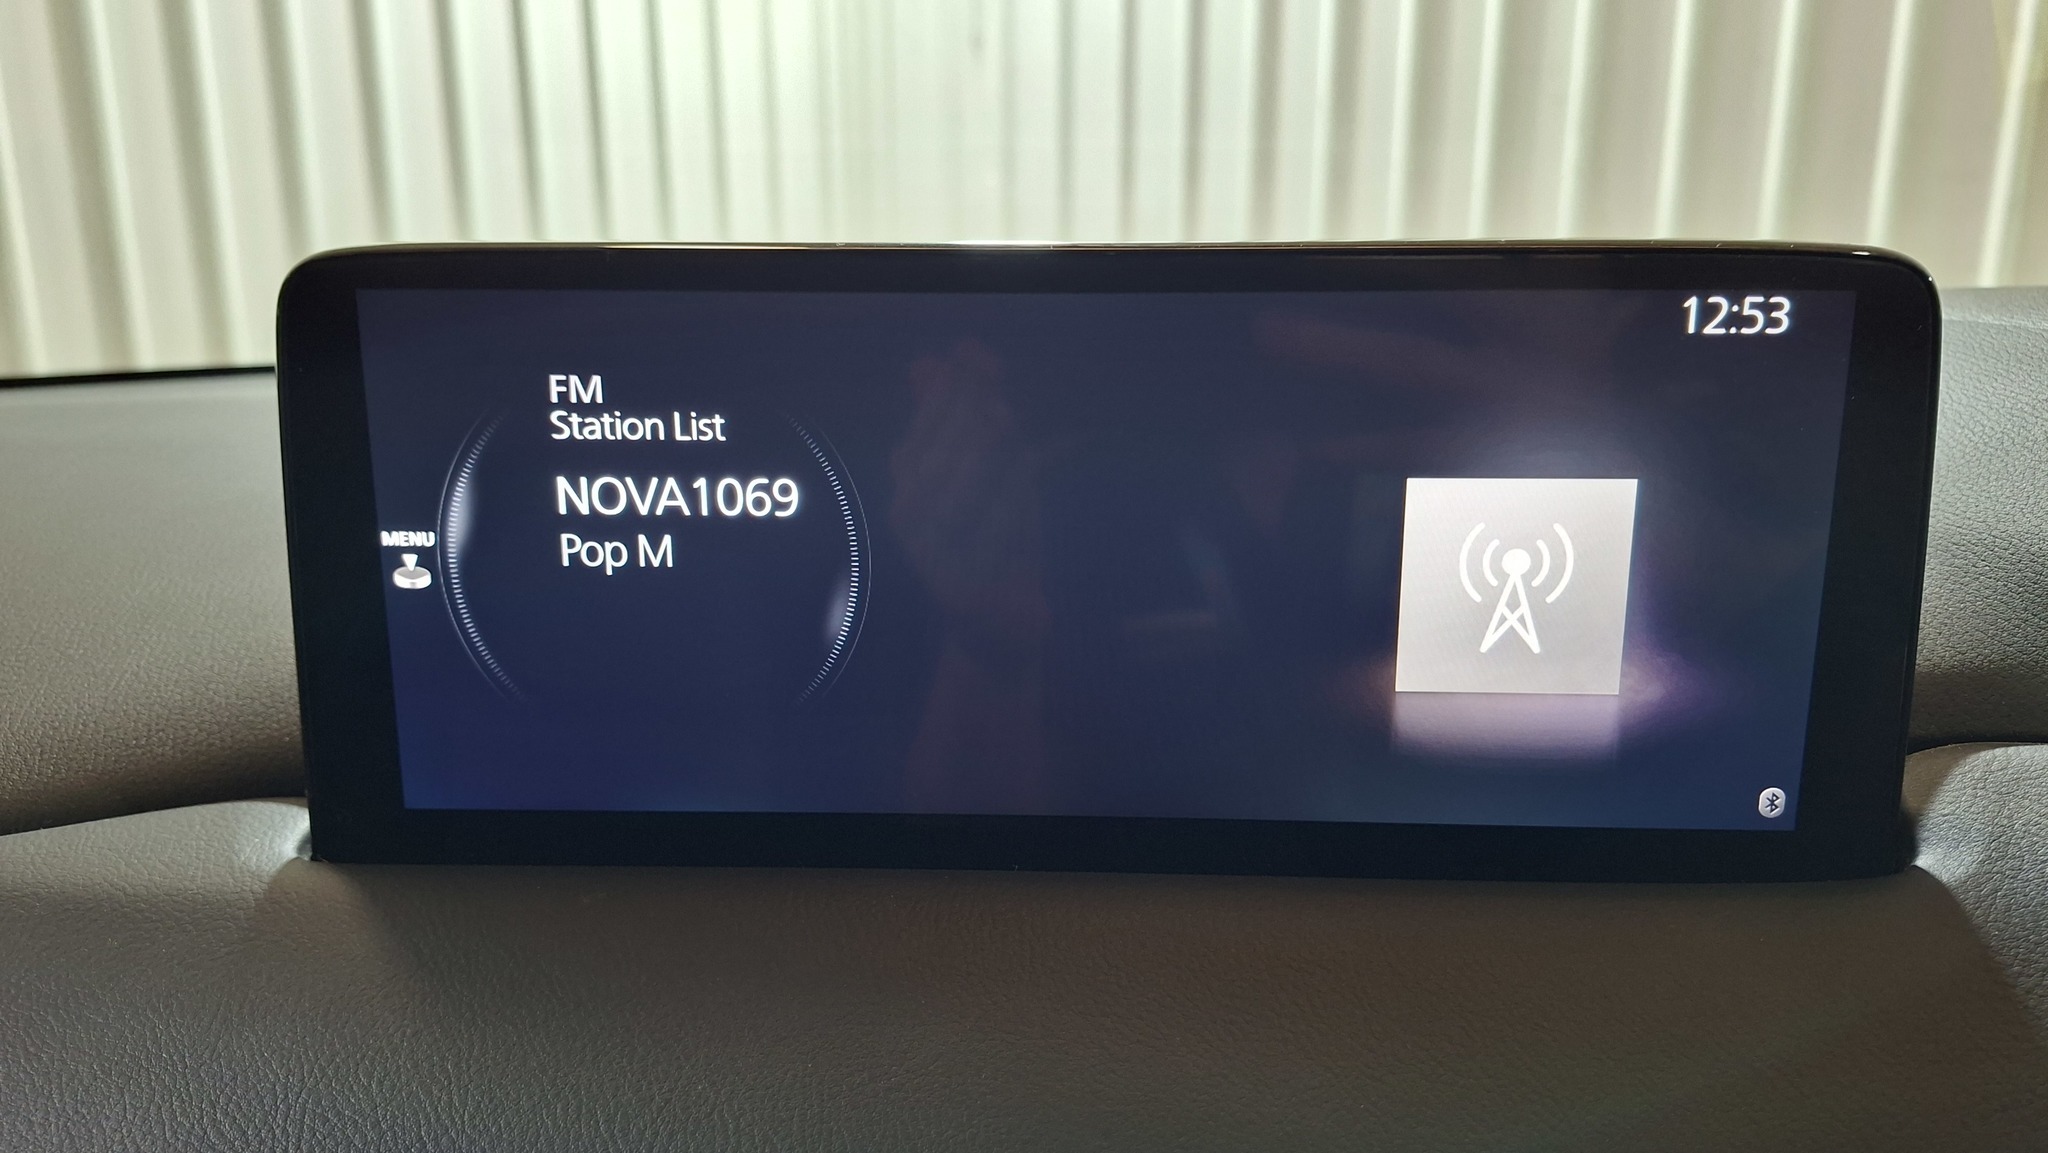 12:53
FM
Station List
NOVA1069
Pop M
MENU